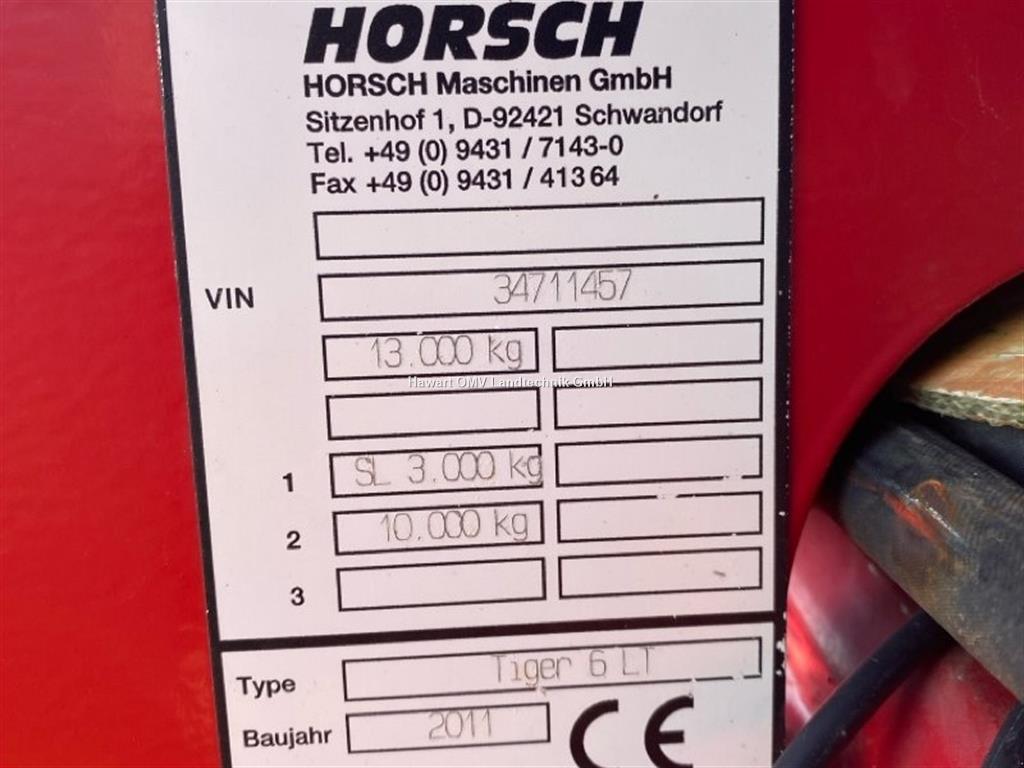 HORSCH
HORSCH Maschinen GmbH
Sitzenhof 1, D-92421 Schwandorf
Tel. +49 (0) 9431 / 7143-0
Fax +49 (0) 9431 / 413 64
VIN 34711457
13.000 kg
Hawart OMV Landtechnik GmbH
1 SL 3.000 kg
2 10.000 kg
3
Type Tiger 6 LT
Baujahr 2011 CE